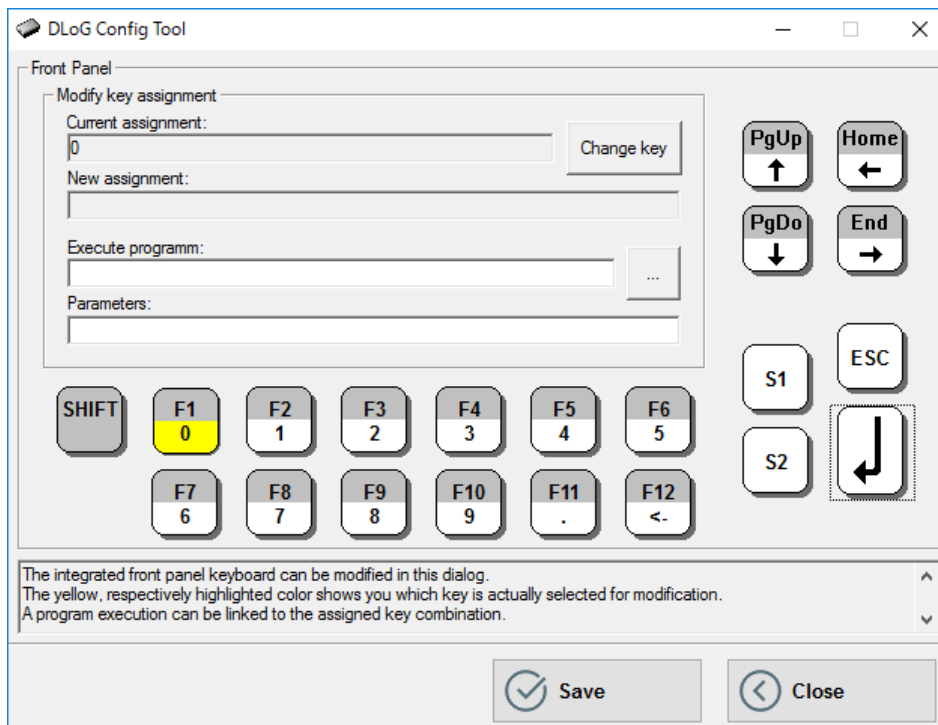 DLoG Config Tool
Front Panel
Modify key assignment
Current assignment:
0
Change key
New assignment:
Execute programm:
...
Parameters:
PgUp
Home
PgDo
End
S1
ESC
S2
SHIFT
F1
0
F2
1
F3
2
F4
3
F5
4
F6
5
F7
6
F8
7
F9
8
F10
9
F11
.
F12
<-
The integrated front panel keyboard can be modified in this dialog.
The yellow, respectively highlighted color shows you which key is actually selected for modification.
A program execution can be linked to the assigned key combination.
Save
Close